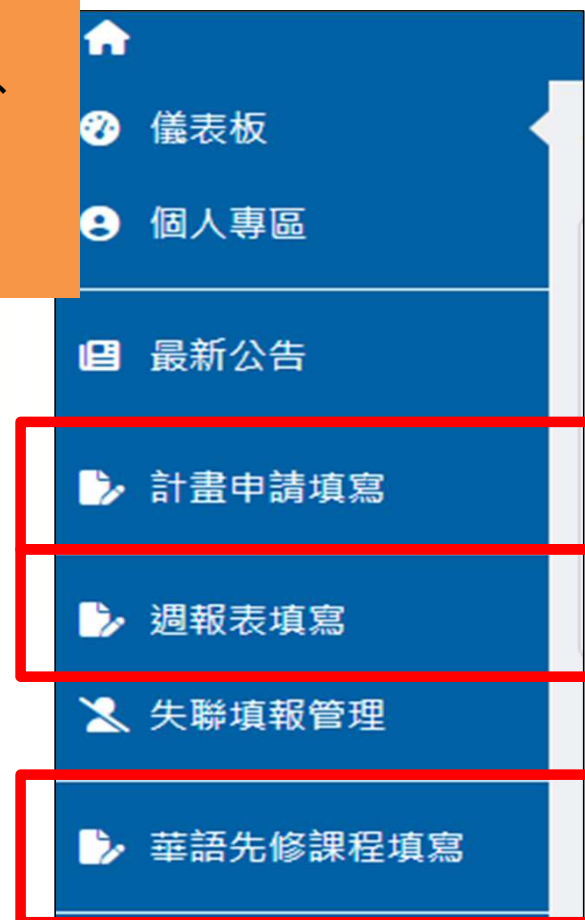 、
儀表板
個人專區
最新公告
計畫申請填寫
週報表填寫
失聯填報管理
華語先修課程填寫